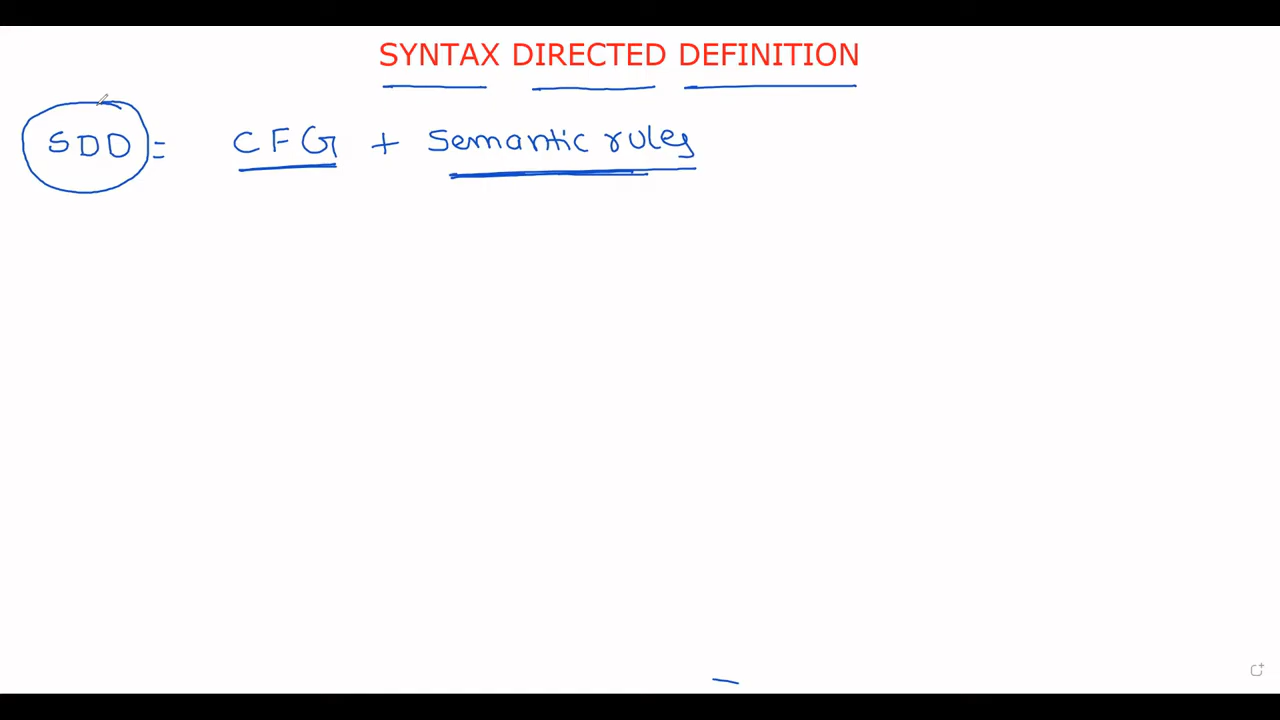 SYNTAX DIRECTED DEFINITION
SDD = CFG + Semantic rules